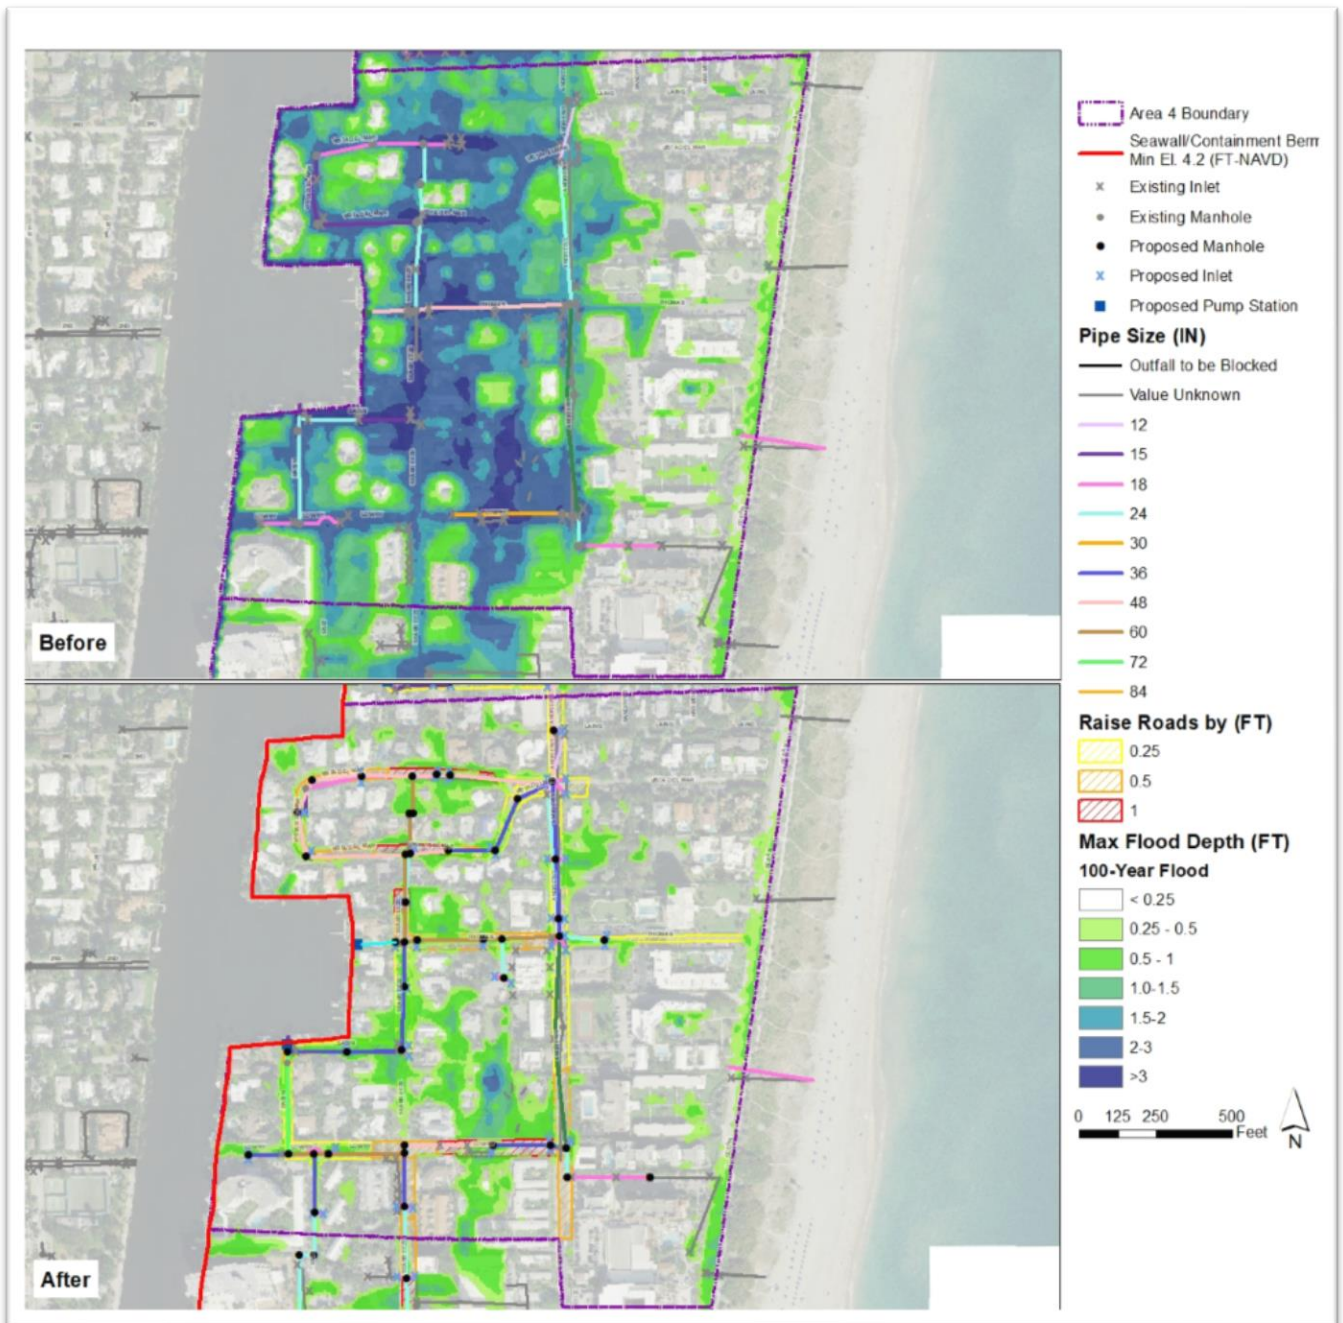 Before
After
Area 4 Boundary
Seawall/Containment Berm
Min El. 4.2 (FT-NAVD)
Existing Inlet
Existing Manhole
Proposed Manhole
Proposed Inlet
Proposed Pump Station
Pipe Size (IN)
Outfall to be Blocked
Value Unknown
12
15
18
24
30
36
48
60
72
84
Raise Roads by (FT)
0.25
0.5
1
Max Flood Depth (FT)
100-Year Flood
< 0.25
0.25 - 0.5
0.5 - 1
1.0-1.5
1.5-2
2-3
>3
0 125 250 500
Feet
N